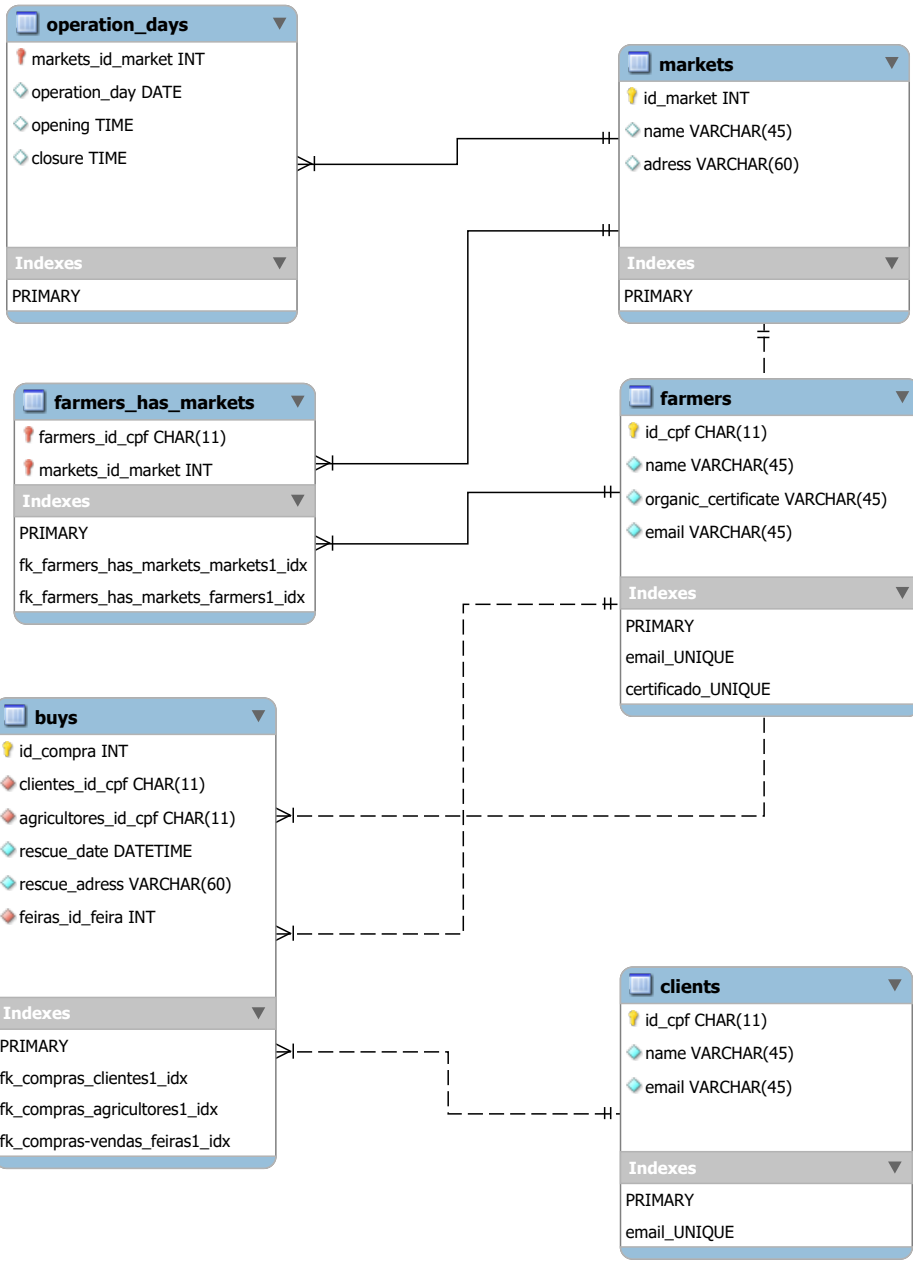 operation_days
markets_id_market INT
operation_day DATE
opening TIME
closure TIME
Indexes
PRIMARY
markets
id_market INT
name VARCHAR(45)
adress VARCHAR(60)
Indexes
PRIMARY
farmers_has_markets
farmers_id_cpf CHAR(11)
markets_id_market INT
Indexes
PRIMARY
fk_farmers_has_markets_markets1_idx
fk_farmers_has_markets_farmers1_idx
farmers
id_cpf CHAR(11)
name VARCHAR(45)
organic_certificate VARCHAR(45)
email VARCHAR(45)
Indexes
PRIMARY
email_UNIQUE
certificado_UNIQUE
buys
id_compra INT
clientes_id_cpf CHAR(11)
agricultores_id_cpf CHAR(11)
rescue_date DATETIME
rescue_adress VARCHAR(60)
feiras_id_feira INT
Indexes
PRIMARY
fk_compras_clientes1_idx
fk_compras_agricultores1_idx
fk_compras-vendas_feiras1_idx
clients
id_cpf CHAR(11)
name VARCHAR(45)
email VARCHAR(45)
Indexes
PRIMARY
email_UNIQUE